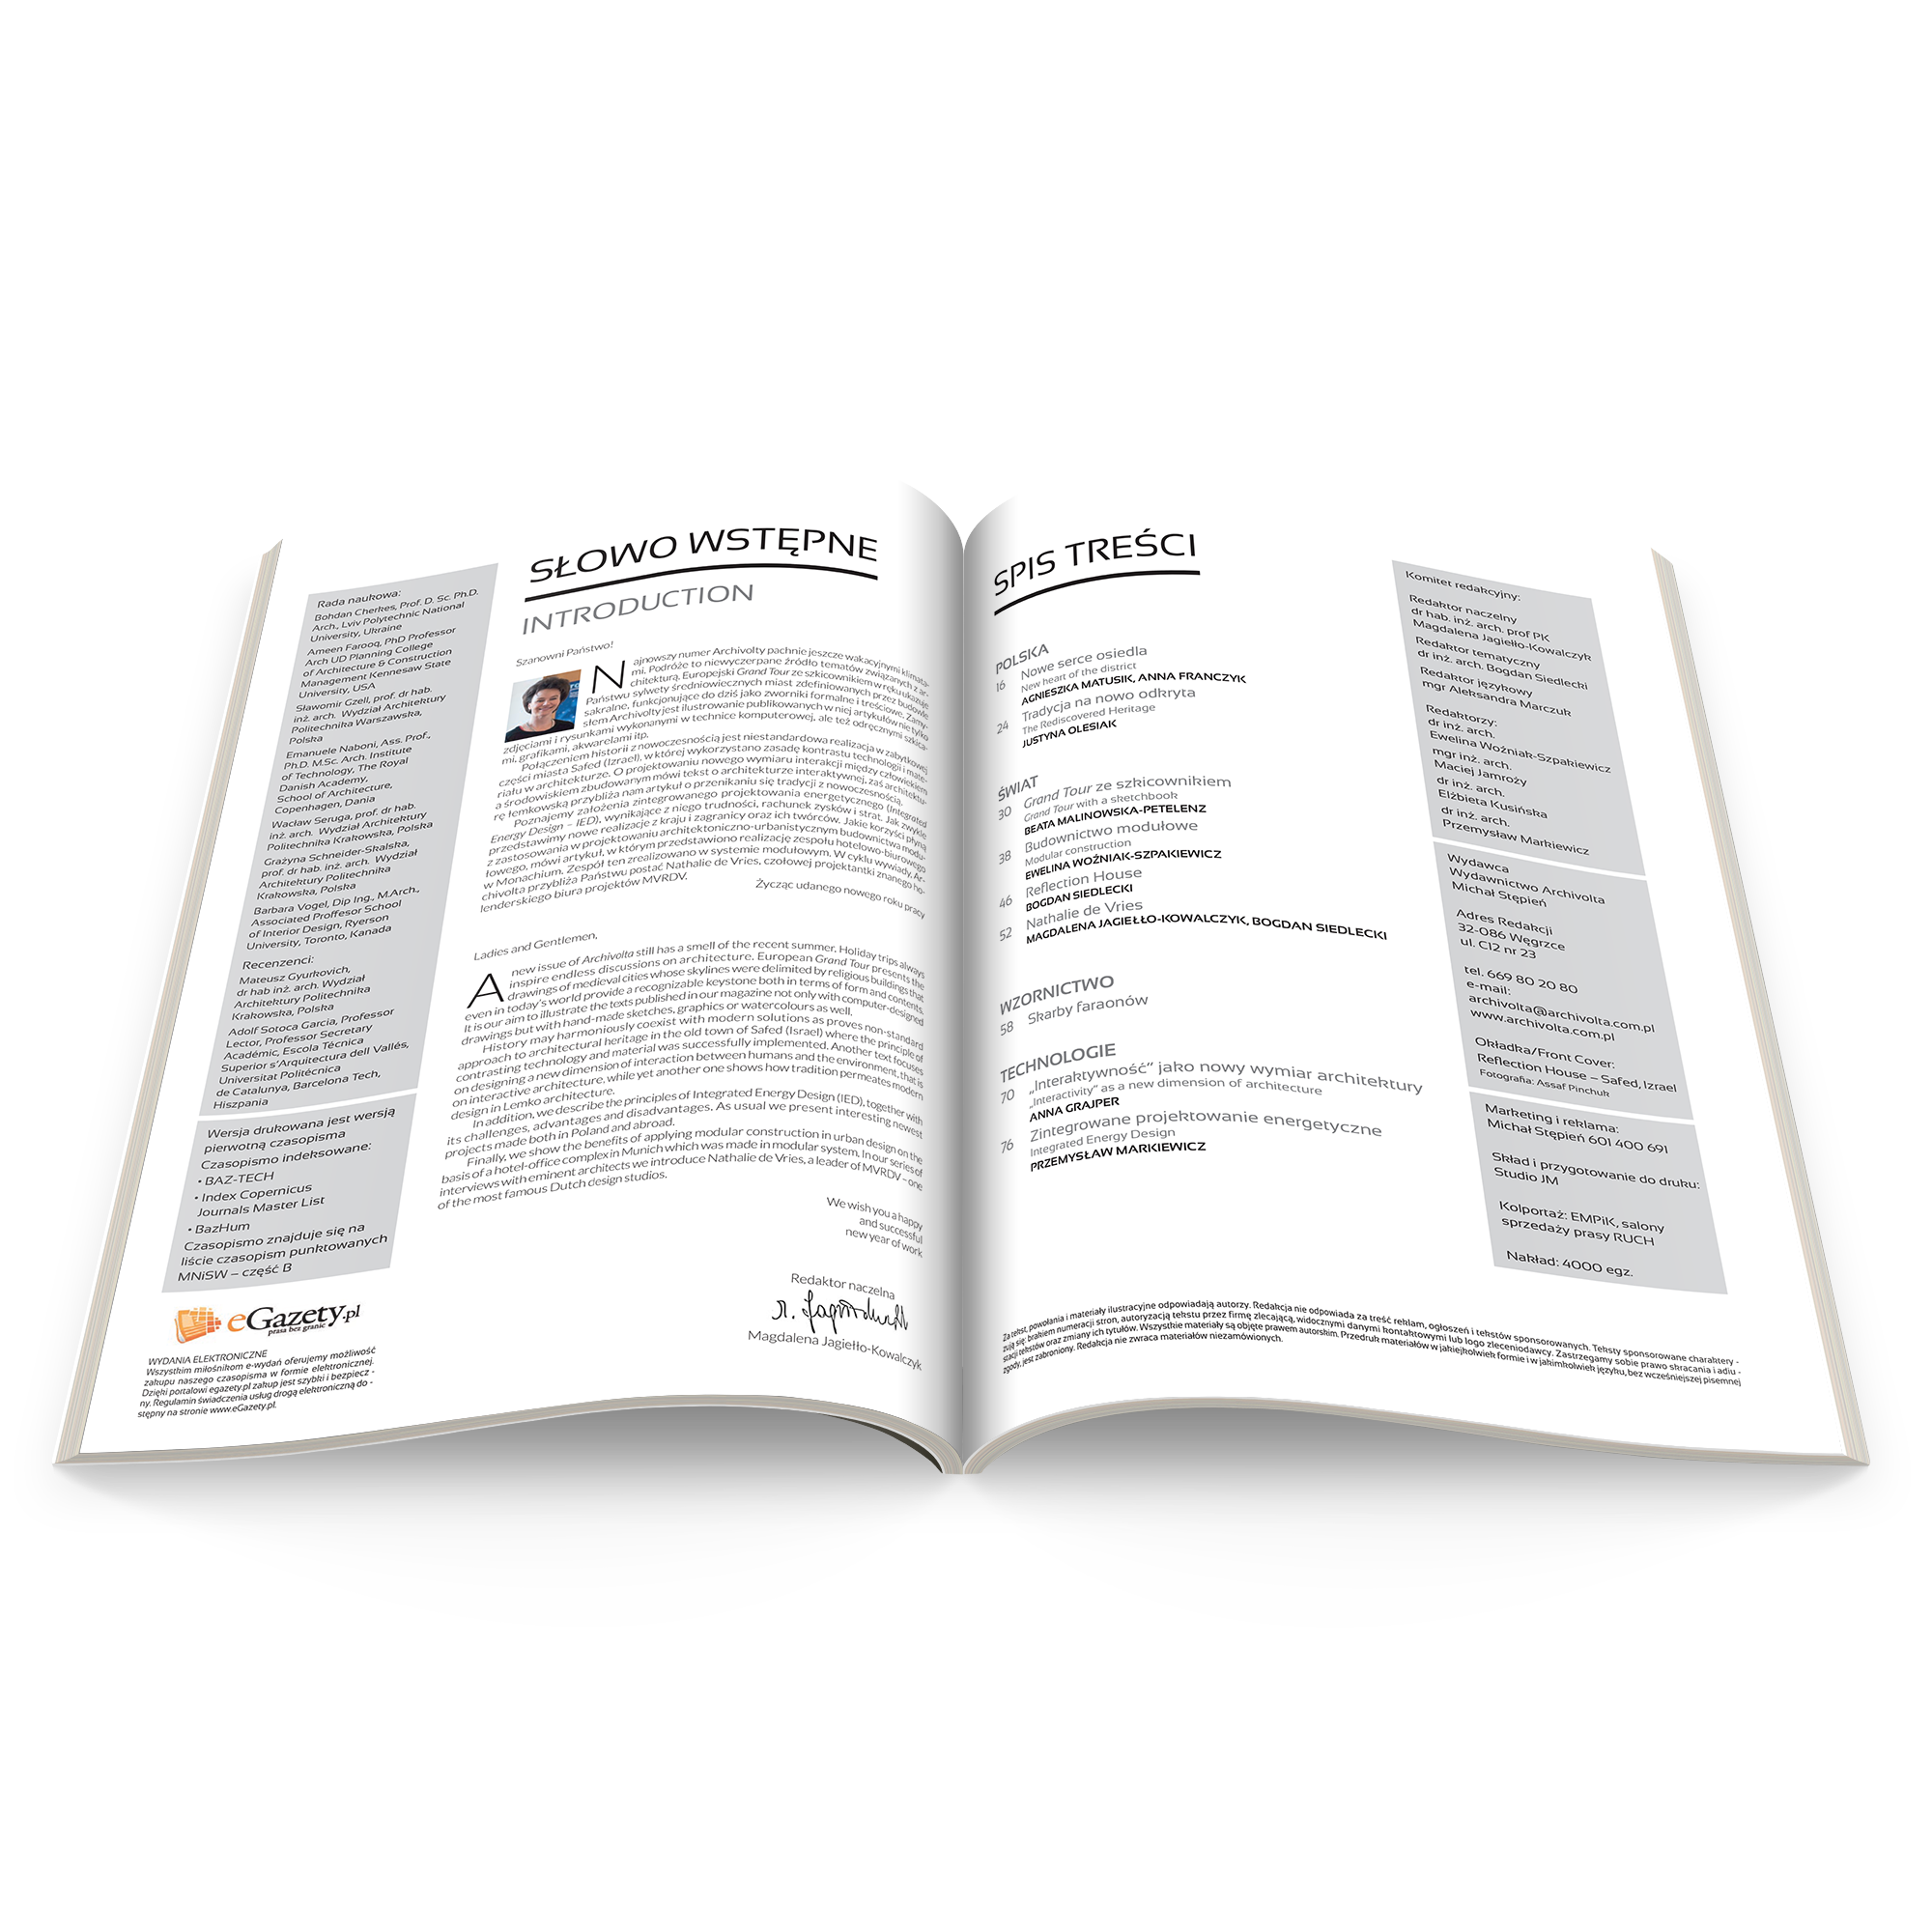 Rada naukowa:
Bohdan Cherkes, Prof. D. Sc. Ph.D.
Arch., Lviv Polytechnic National
University, Ukraine
Ameen Farooq, PhD Professor
Arch UD Planning College
of Architecture & Construction
Management Kennesaw State
University, USA
Sławomir Gzell, prof. dr hab.
inż. arch. Wydział Architektury
Politechnika Warszawska,
Polska
Emanuele Naboni, Ass. Prof.,
Ph.D. M.Sc. Arch. Institute
of Technology, The Royal
Danish Academy,
School of Architecture,
Copenhagen, Dania
Wacław Seruga, prof. dr hab.
inż. arch. Wydział Architektury
Politechnika Krakowska, Polska
Grażyna Schneider-Skalska,
prof. dr hab. inż. arch. Wydział
Architektury Politechnika
Krakowska, Polska
Barbara Vogel, Dip Ing., M.Arch.,
Associated Proffesor School
of Interior Design, Ryerson
University, Toronto, Kanada
Recenzenci:
Mateusz Gyurkovich,
dr hab inż. arch. Wydział
Architektury Politechnika
Krakowska, Polska
Adolf Sotoca Garcia, Professor
Lector, Professor Secretary
Académic, Escola Técnica
Superior s'Arquitectura dell Vallés,
Universitat Politécnica
de Catalunya, Barcelona Tech,
Hiszpania
Wersja drukowana jest wersją
pierwotną czasopisma
Czasopismo indeksowane:
• BAZ-TECH
• Index Copernicus
Journals Master List
• BazHum
Czasopismo znajduje się na
liście czasopism punktowanych
MNiSW – część B
eGazety.pl
prasa bez granic
WYDANIA ELEKTRONICZNE
Wszystkim miłośnikom e-wydań oferujemy możliwość
zakupu naszego czasopisma w formie elektronicznej.
Dzięki portalowi egazety.pl zakup jest szybki i bezpiecz -
ny. Regulamin świadczenia usług drogą elektroniczną do -
stępny na stronie www.eGazety.pl.
SŁOWO WSTĘPNE
INTRODUCTION
Szanowni Państwo!
Najnowszy numer Archivolty pachnie jeszcze wakacyjnymi klimata-
mi. Podróże to niewyczerpane źródło tematów związanych z ar-
chitekturą. Europejski Grand Tour ze szkicownikiem w ręku ukazuje
Państwu sylwety średniowiecznych miast zdefiniowanych przez budowle
sakralne, funkcjonujące do dziś jako zworniki formalne i treściowe. Zamy-
słem Archivolty jest ilustrowanie publikowanych w niej artykułów nie tylko
zdjęciami i rysunkami wykonanymi w technice komputerowej, ale też odręcznymi szkica-
mi, grafikami, akwarelami itp.
Połączeniem historii z nowoczesnością jest niestandardowa realizacja w zabytkowej
części miasta Safed (Izrael), w której wykorzystano zasadę kontrastu technologii i mate-
riału w architekturze. O projektowaniu nowego wymiaru interakcji między człowiekiem
a środowiskiem zbudowanym mówi tekst o architekturze interaktywnej, zaś architektu-
rę łemkowską przybliża nam artykuł o przenikaniu się tradycji z nowoczesnością.
Poznajemy założenia zintegrowanego projektowania energetycznego (Integrated
Energy Design – IED), wynikające z niego trudności, rachunek zysków i strat. Jak zwykle
przedstawimy nowe realizacje z kraju i zagranicy oraz ich twórców. Jakie korzyści płyną
z zastosowania w projektowaniu architektoniczno-urbanistycznym budownictwa modu-
łowego, mówi artykuł, w którym przedstawiono realizację zespołu hotelowo-biurowego
w Monachium. Zespół ten zrealizowano w systemie modułowym. W cyklu wywiady, Ar-
chivolta przybliża Państwu postać Nathalie de Vries, czołowej projektantki znanego ho-
lenderskiego biura projektów MVRDV.
Życząc udanego nowego roku pracy
Ladies and Gentlemen,
A new issue of Archivolta still has a smell of the recent summer. Holiday trips always
inspire endless discussions on architecture. European Grand Tour presents the
drawings of medieval cities whose skylines were delimited by religious buildings that
even in today's world provide a recognizable keystone both in terms of form and contents.
It is our aim to illustrate the texts published in our magazine not only with computer-designed
drawings but with hand-made sketches, graphics or watercolours as well.
History may harmoniously coexist with modern solutions as proves non-standard
approach to architectural heritage in the old town of Safed (Israel) where the principle of
contrasting technology and material was successfully implemented. Another text focuses
on designing a new dimension of interaction between humans and the environment, that is
on interactive architecture, while yet another one shows how tradition permeates modern
design in Lemko architecture.
In addition, we describe the principles of Integrated Energy Design (IED), together with
its challenges, advantages and disadvantages. As usual we present interesting newest
projects made both in Poland and abroad.
Finally, we show the benefits of applying modular construction in urban design on the
basis of a hotel-office complex in Munich which was made in modular system. In our series of
interviews with eminent architects we introduce Nathalie de Vries, a leader of MVRDV – one
of the most famous Dutch design studios.
We wish you a happy
and successful
new year of work
Redaktor naczelna
Magdalena Jagiełło-Kowalczyk
SPIS TREŚCI
POLSKA
16 Nowe serce osiedla
New heart of the district
AGNIESZKA MATUSIK, ANNA FRANCZYK
24 Tradycja na nowo odkryta
The Rediscovered Heritage
JUSTYNA OLESIAK
ŚWIAT
30 Grand Tour ze szkicownikiem
Grand Tour with a sketchbook
BEATA MALINOWSKA-PETELENZ
38 Budownictwo modułowe
Modular construction
EWELINA WOŹNIAK-SZPAKIEWICZ
46 Reflection House
BOGDAN SIEDLECKI
52 Nathalie de Vries
MAGDALENA JAGIEŁŁO-KOWALCZYK, BOGDAN SIEDLECKI
WZORNICTWO
58 Skarby faraonów
TECHNOLOGIE
70 „Interaktywność” jako nowy wymiar architektury
„Interactivity” as a new dimension of architecture
ANNA GRAJPER
76 Zintegrowane projektowanie energetyczne
Integrated Energy Design
PRZEMYSŁAW MARKIEWICZ
Komitet redakcyjny:
Redaktor naczelny
dr hab. inż. arch. prof PK
Magdalena Jagiełło-Kowalczyk
Redaktor tematyczny
dr inż. arch. Bogdan Siedlecki
Redaktor językowy
mgr Aleksandra Marczuk
Redaktorzy:
dr inż. arch.
Ewelina Woźniak-Szpakiewicz
mgr inż. arch.
Maciej Jamroży
dr inż. arch.
Elżbieta Kusińska
dr inż. arch.
Przemysław Markiewicz
Wydawca
Wydawnictwo Archivolta
Michał Stępień
Adres Redakcji
32-086 Węgrzce
ul. C12 nr 23
tel. 669 80 20 80
e-mail:
archivolta@archivolta.com.pl
www.archivolta.com.pl
Okładka/Front Cover:
Reflection House – Safed, Izrael
Fotografia: Assaf Pinchuk
Marketing i reklama:
Michał Stępień 601 400 691
Skład i przygotowanie do druku:
Studio JM
Kolportaż: EMPiK, salony
sprzedaży prasy RUCH
Nakład: 4000 egz.
Za tekst, powołania i materiały ilustracyjne odpowiadają autorzy. Redakcja nie odpowiada za treść reklam, ogłoszeń i tekstów sponsorowanych. Teksty sponsorowane charaktery -
zują się: brakiem numeracji stron, autoryzacją tekstu przez firmę zlecającą, widocznymi danymi kontaktowymi lub logo zleceniodawcy. Zastrzegamy sobie prawo skracania i adiu -
stacji tekstów oraz zmiany ich tytułów. Wszystkie materiały są objęte prawem autorskim. Przedruk materiałów w jakiejkolwiek formie i w jakimkolwiek języku, bez wcześniejszej pisemnej
zgody, jest zabroniony. Redakcja nie zwraca materiałów niezamówionych.